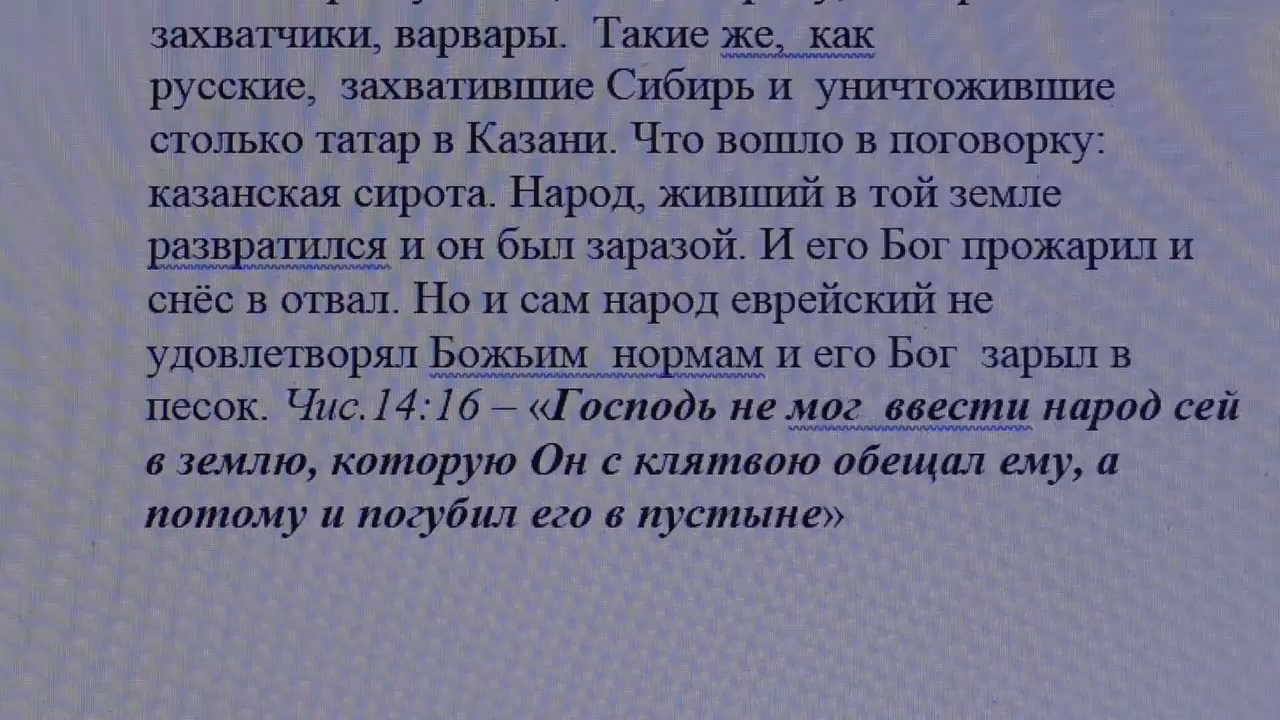 захватчики, варвары. Такие же, как
русские, захватившие Сибирь и уничтожившие
столько татар в Казани. Что вошло в поговорку:
казанская сирота. Народ, живший в той земле
развратился и он был заразой. И его Бог прожарил и
снёс в отвал. Но и сам народ еврейский не
удовлетворял Божьим нормам и его Бог зарыл в
песок. Чис.14:16 – «Господь не мог ввести народ сей
в землю, которую Он с клятвою обещал ему, а
потому и погубил его в пустыне»